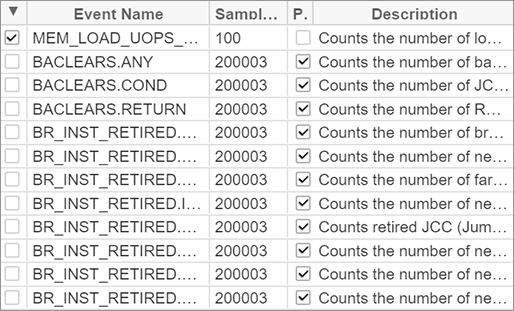 ▼ Event Name Sampl... P. Description
MEM_LOAD_UOPS_... 100 Counts the number of lo...
BACLEARS.ANY 200003 Counts the number of ba...
BACLEARS.COND 200003 Counts the number of JC...
BACLEARS.RETURN 200003 Counts the number of R...
BR_INST_RETIRED.... 200003 Counts the number of br...
BR_INST_RETIRED.... 200003 Counts the number of ne...
BR_INST_RETIRED.... 200003 Counts the number of far...
BR_INST_RETIRED.I... 200003 Counts the number of ne...
BR_INST_RETIRED.... 200003 Counts retired JCC (Jum...
BR_INST_RETIRED.... 200003 Counts the number of ne...
BR_INST_RETIRED.... 200003 Counts the number of ne...
BR_INST_RETIRED.... 200003 Counts the number of ne...